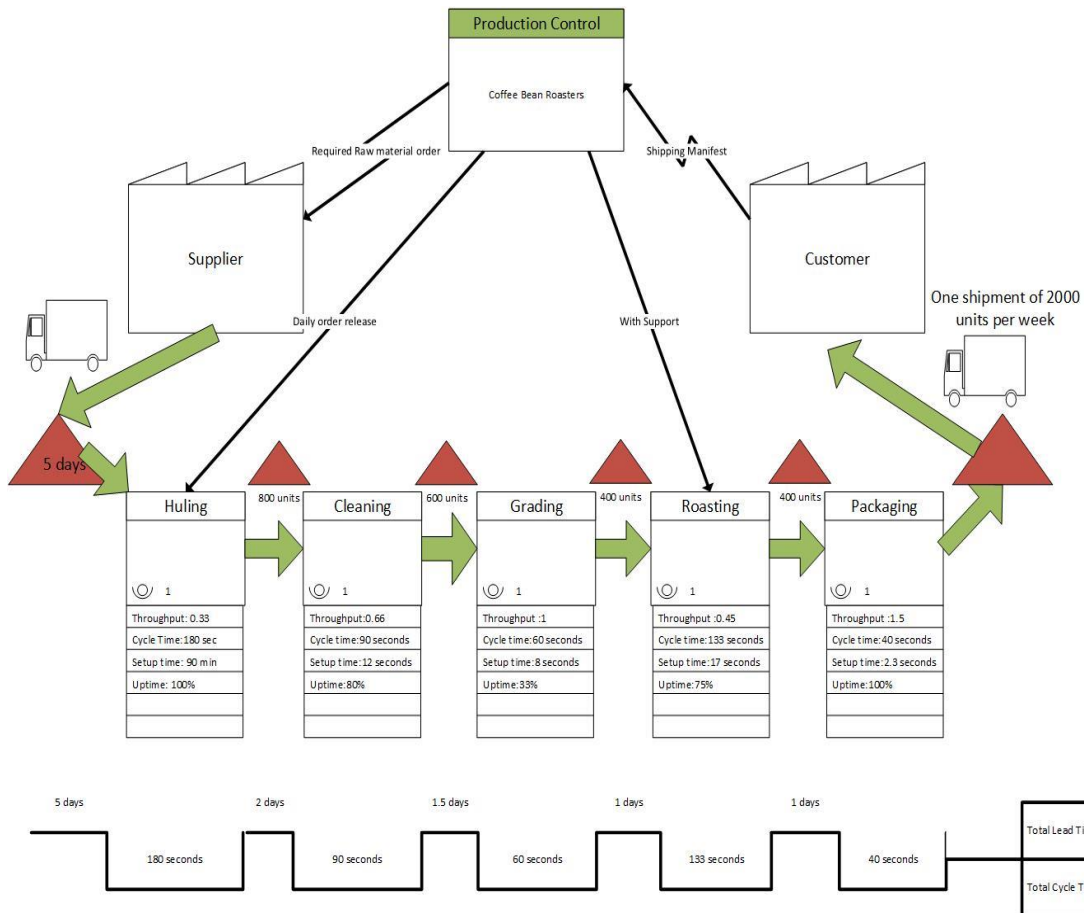 Production Control
Coffee Bean Roasters
Required Raw material order
Shipping Manifest
Supplier
Customer
One shipment of 2000
units per week
Daily order release
With Support
5 days
800 units
600 units
400 units
400 units
Huling
Cleaning
Grading
Roasting
Packaging
1
1
1
1
1
Throughput: 0.33
Cycle Time:180 sec
Setup time: 90 min
Uptime: 100%
Throughput:0.66
Cycle time:90 seconds
Setup time:12 seconds
Uptime:80%
Throughput :1
Cycle time:60 seconds
Setup time:8 seconds
Uptime:33%
Throughput :0.45
Cycle time:133 seconds
Setup time:17 seconds
Uptime:75%
Throughput :1.5
Cycle time:40 seconds
Setup time:2.3 seconds
Uptime:100%
5 days
2 days
1.5 days
1 days
1 days
180 seconds
90 seconds
60 seconds
133 seconds
40 seconds
Total Lead Ti
Total Cycle T